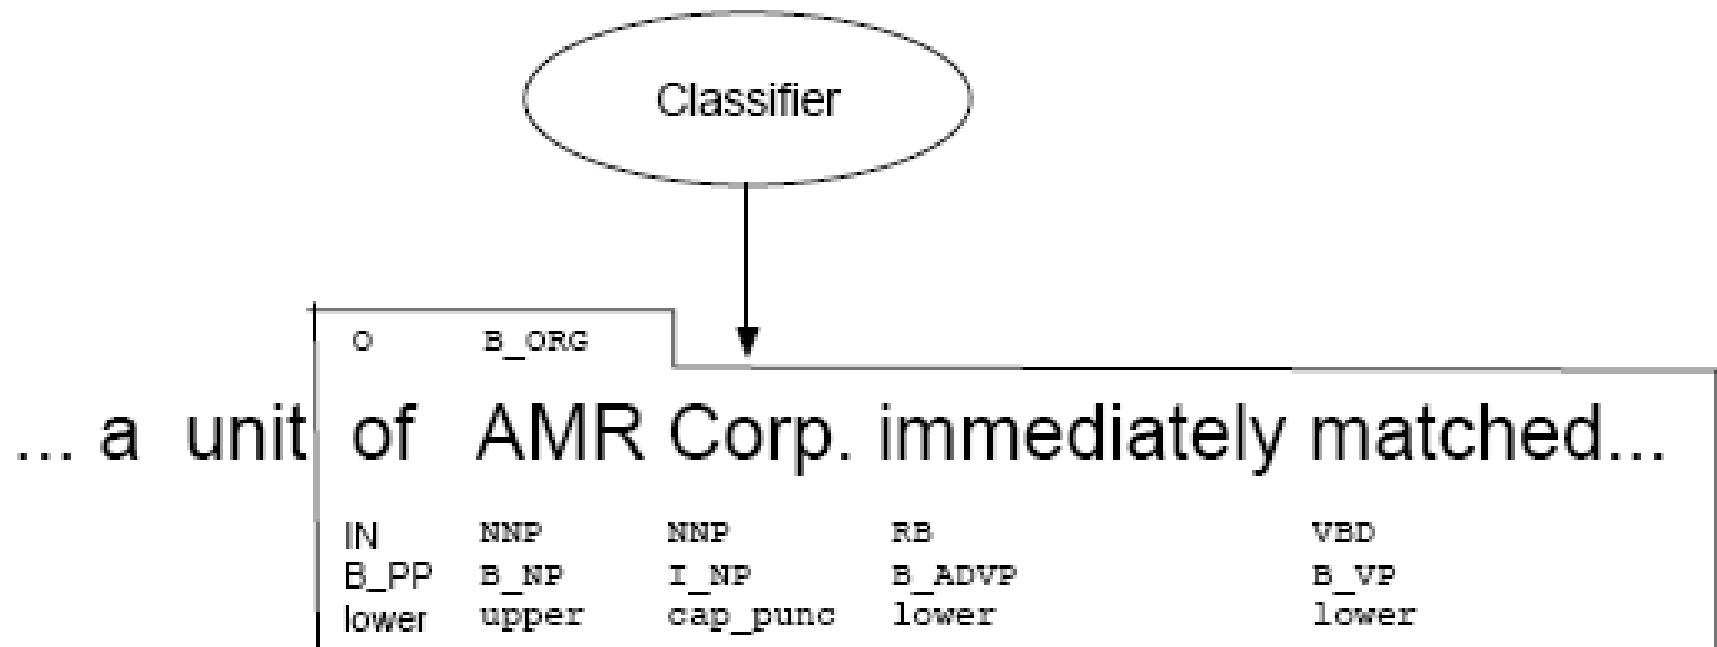 Classifier
O B_ORG
... a unit of AMR Corp. immediately matched...
IN NNP NNP RB VBD
B_PP B_NP I_NP B_ADVP B_VP
lower upper cap_punc lower lower